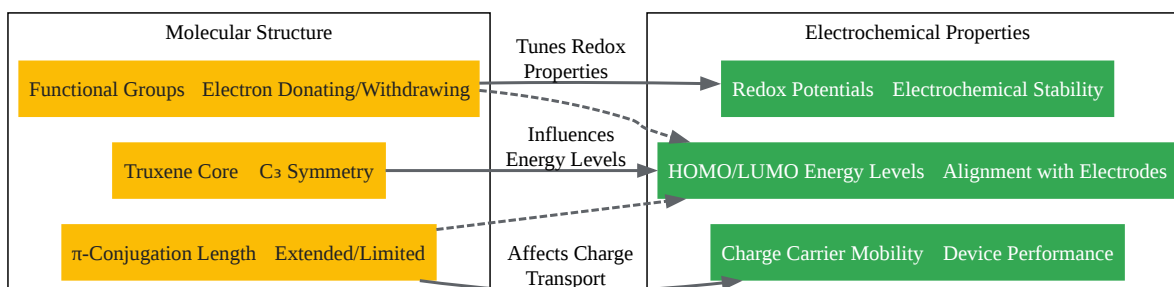 Molecular Structure
Functional Groups Electron Donating/Withdrawing
Truxene Core C₃ Symmetry
π-Conjugation Length Extended/Limited
Tunes Redox
Properties
Influences
Energy Levels
Affects Charge
Transport
Electrochemical Properties
Redox Potentials Electrochemical Stability
HOMO/LUMO Energy Levels Alignment with Electrodes
Charge Carrier Mobility Device Performance